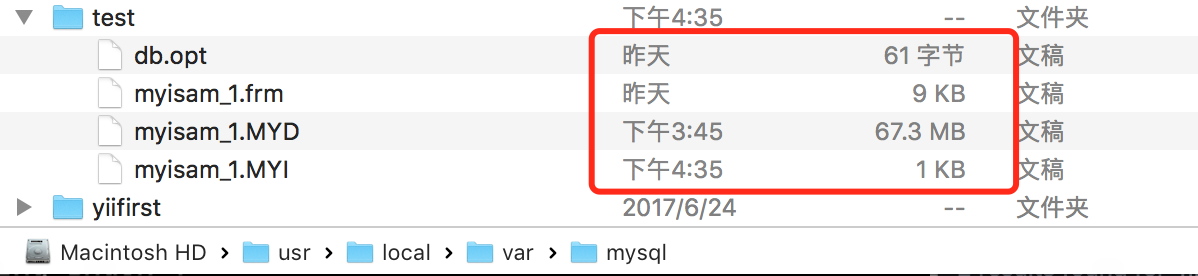 test 下午4:35 -- 文件夹
db.opt 昨天 61 字节 文稿
myisam_1.frm 昨天 9 KB 文稿
myisam_1.MYD 下午3:45 67.3 MB 文稿
myisam_1.MYI 下午4:35 1 KB 文稿
yiifirst 2017/6/24 -- 文件夹
Macintosh HD › usr › local › var › mysql